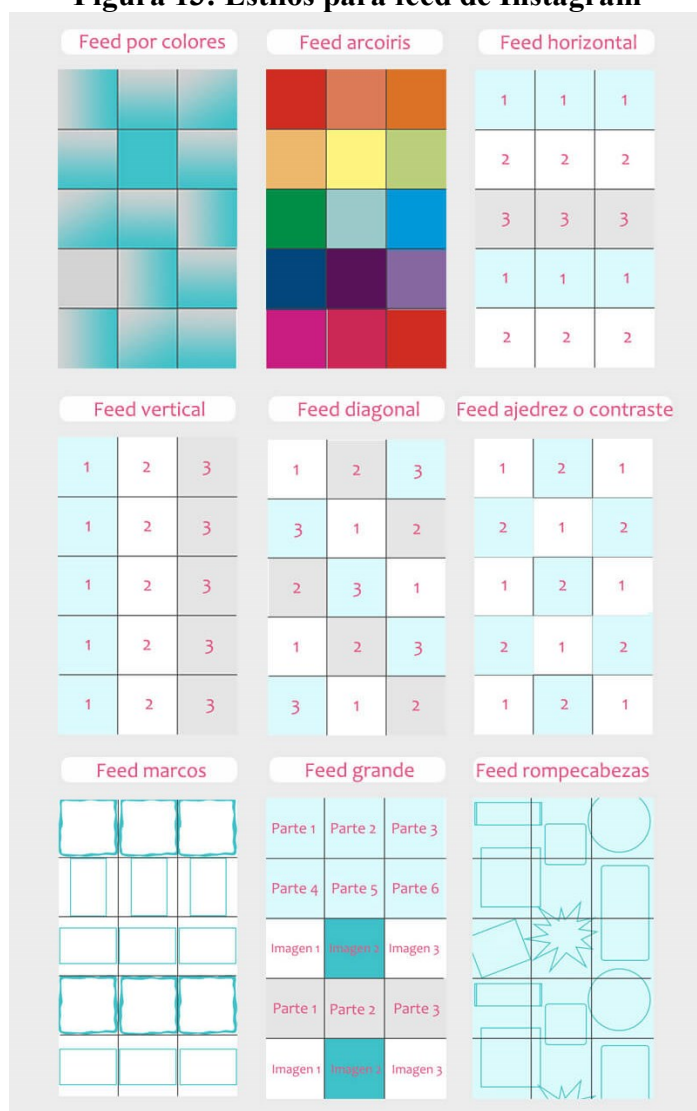 Figura 13: Estilos para feed de Instagram
Feed por colores Feed arcoiris Feed horizontal
1 1 1
2 2 2
3 3 3
1 1 1
2 2 2
Feed vertical Feed diagonal Feed ajedrez o contraste
1 2 3 1 2 3 1 2 1
1 2 3 3 1 2 2 1 2
1 2 3 2 3 1 1 2 1
1 2 3 1 2 3 2 1 2
1 2 3 3 1 2 1 2 1
Feed marcos Feed grande Feed rompecabezas
Parte 1 Parte 2 Parte 3
Parte 4 Parte 5 Parte 6
Imagen 1 Imagen 2 Imagen 3
Parte 1 Parte 2 Parte 3
Imagen 1 Imagen 2 Imagen 3